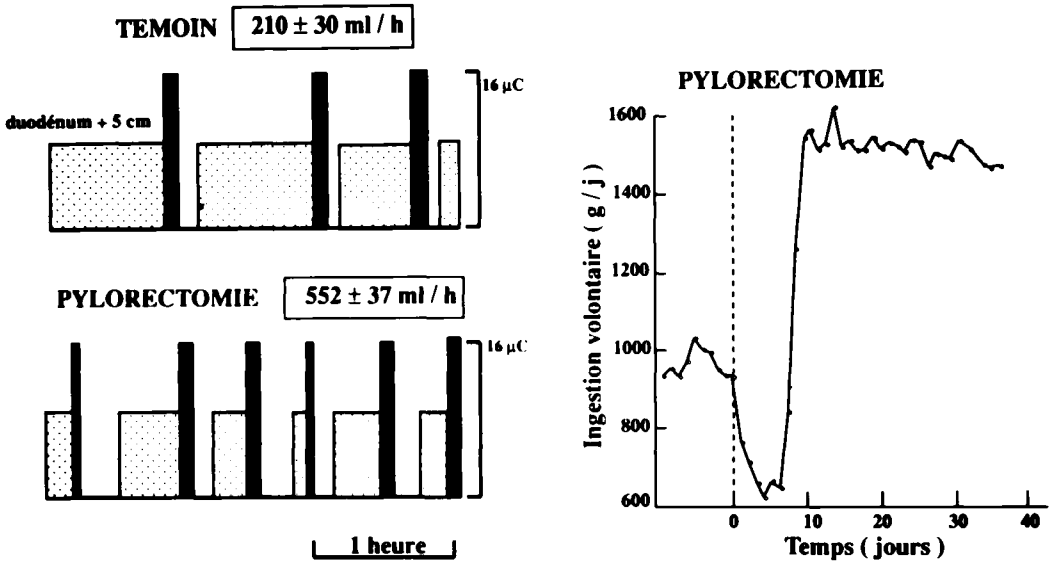 TEMOIN 210 ± 30 ml / h
16 µC
duodénum + 5 cm
PYLORECTOMIE 552 ± 37 ml / h
16 µC
1 heure
PYLORECTOMIE
Ingestion volontaire ( g / j )
1600
1400
1200
1000
800
600
0 10 20 30 40
Temps ( jours )